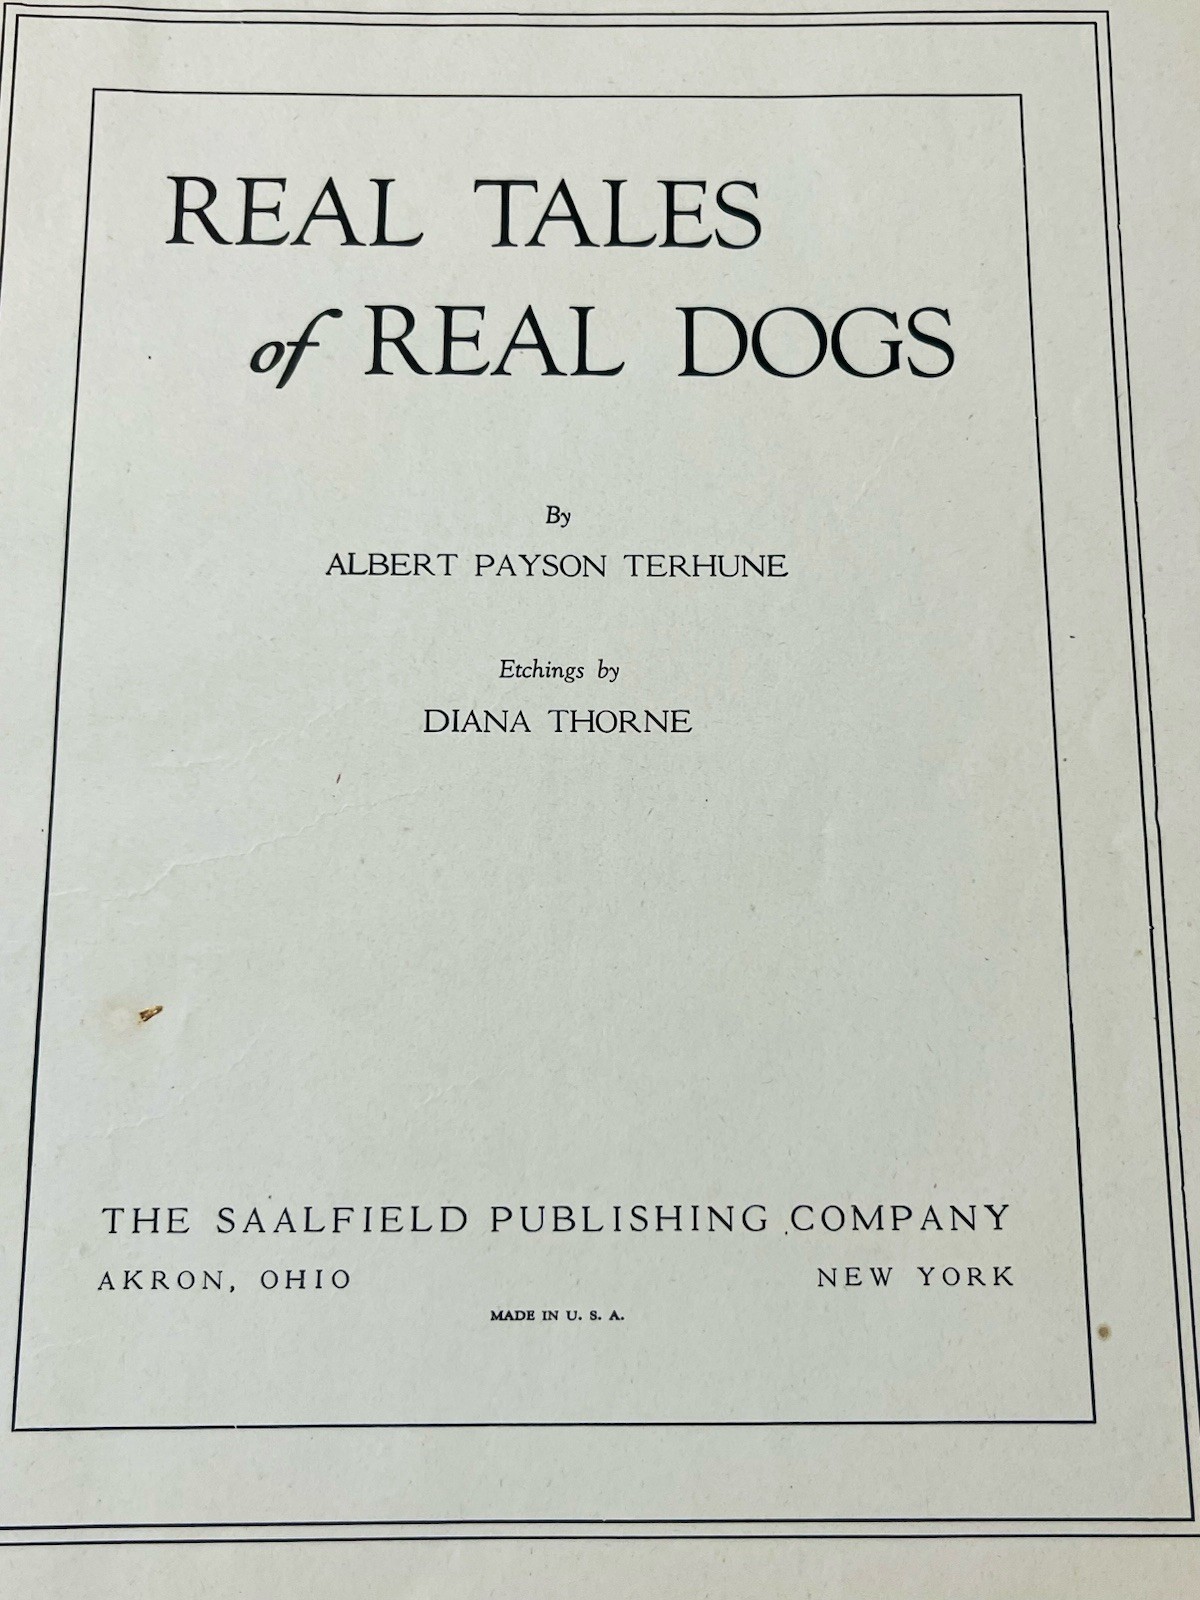 REAL TALES
of REAL DOGS
By
ALBERT PAYSON TERHUNE
Etchings by
DIANA THORNE
THE SAALFIELD PUBLISHING COMPANY
AKRON, OHIO NEW YORK
MADE IN U. S. A.